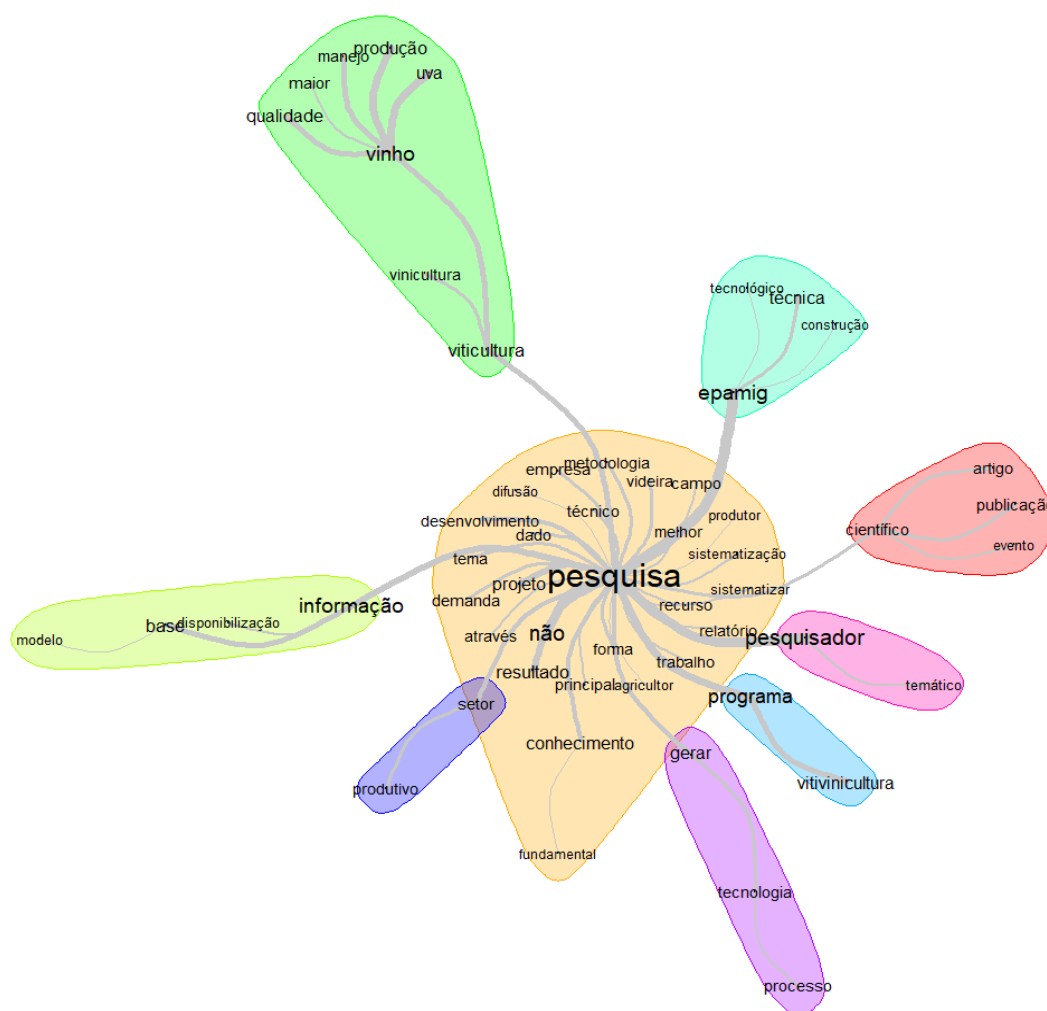 produção
manejo
uva
maior
qualidade
vinho
vinicultura
viticultura
tecnológico
técnica
construção
epamig
metodologia
empresa
videira
campo
difusão
técnico
produtor
desenvolvimento
dado
melhor
tema
sistematização
pesquisa
projeto
sistematizar
demanda
recurso
através
não
relatório
forma
trabalho
resultado
principal
agricultor
conhecimento
fundamental
artigo
publicação
científico
evento
informação
base
disponibilização
modelo
pesquisador
temático
programa
vitivinicultura
setor
produtivo
gerar
tecnologia
processo